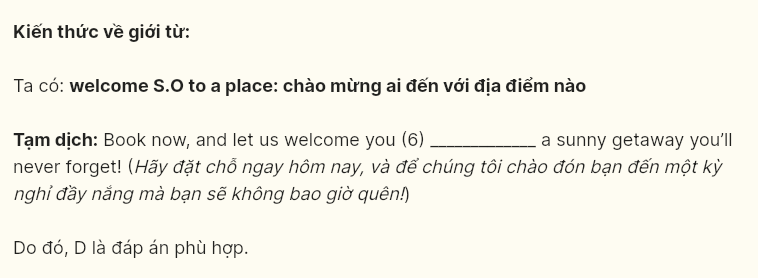 Kiến thức về giới từ:
Ta có: welcome S.O to a place: chào mừng ai đến với địa điểm nào
Tạm dịch: Book now, and let us welcome you (6) _____________ a sunny getaway you’ll
never forget! (Hãy đặt chỗ ngay hôm nay, và để chúng tôi chào đón bạn đến một kỳ
nghỉ đầy nắng mà bạn sẽ không bao giờ quên!)
Do đó, D là đáp án phù hợp.